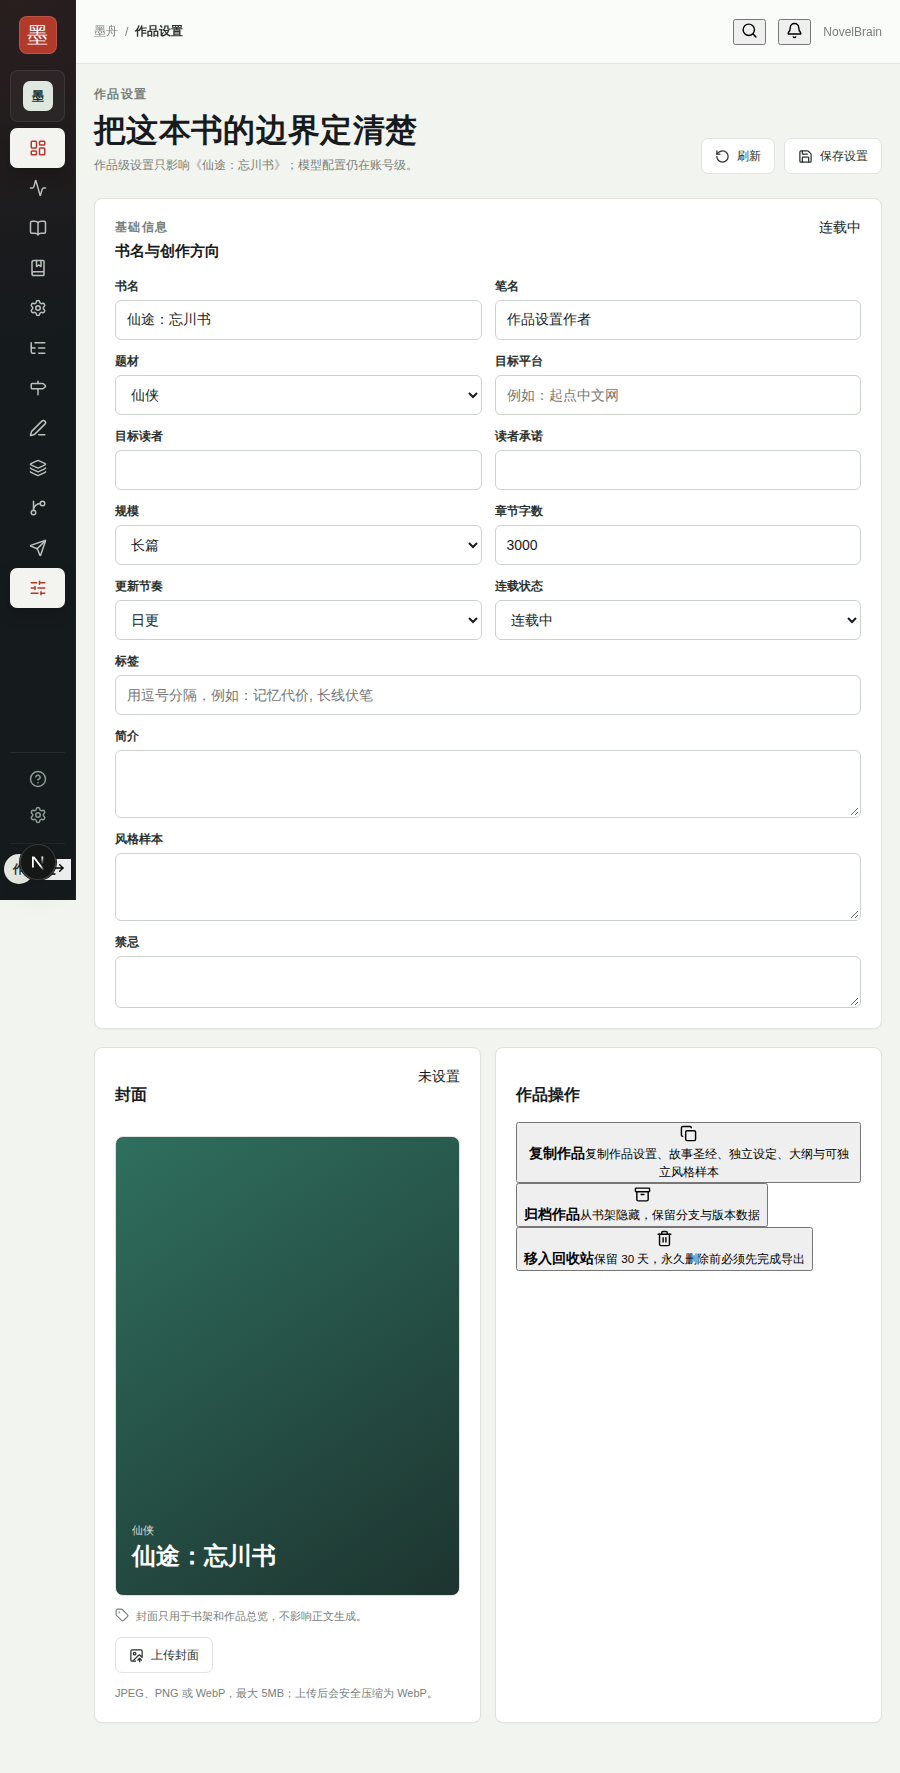 墨
墨舟 / 作品设置
NovelBrain
墨
作品设置
把这本书的边界定清楚
作品级设置只影响《仙途：忘川书》；模型配置仍在账号级。
刷新
保存设置
基础信息
连载中
书名与创作方向
书名
笔名
仙途：忘川书
作品设置作者
题材
目标平台
仙侠
例如：起点中文网
目标读者
读者承诺
规模
章节字数
长篇
3000
更新节奏
连载状态
日更
连载中
标签
用逗号分隔，例如：记忆代价, 长线伏笔
简介
风格样本
N
禁忌
封面
未设置
仙侠
仙途：忘川书
封面只用于书架和作品总览，不影响正文生成。
上传封面
JPEG、PNG 或 WebP，最大 5MB；上传后会安全压缩为 WebP。
作品操作
复制作品复制作品设置、故事圣经、独立设定、大纲与可独
立风格样本
归档作品从书架隐藏，保留分支与版本数据
移入回收站保留 30 天，永久删除前必须先完成导出